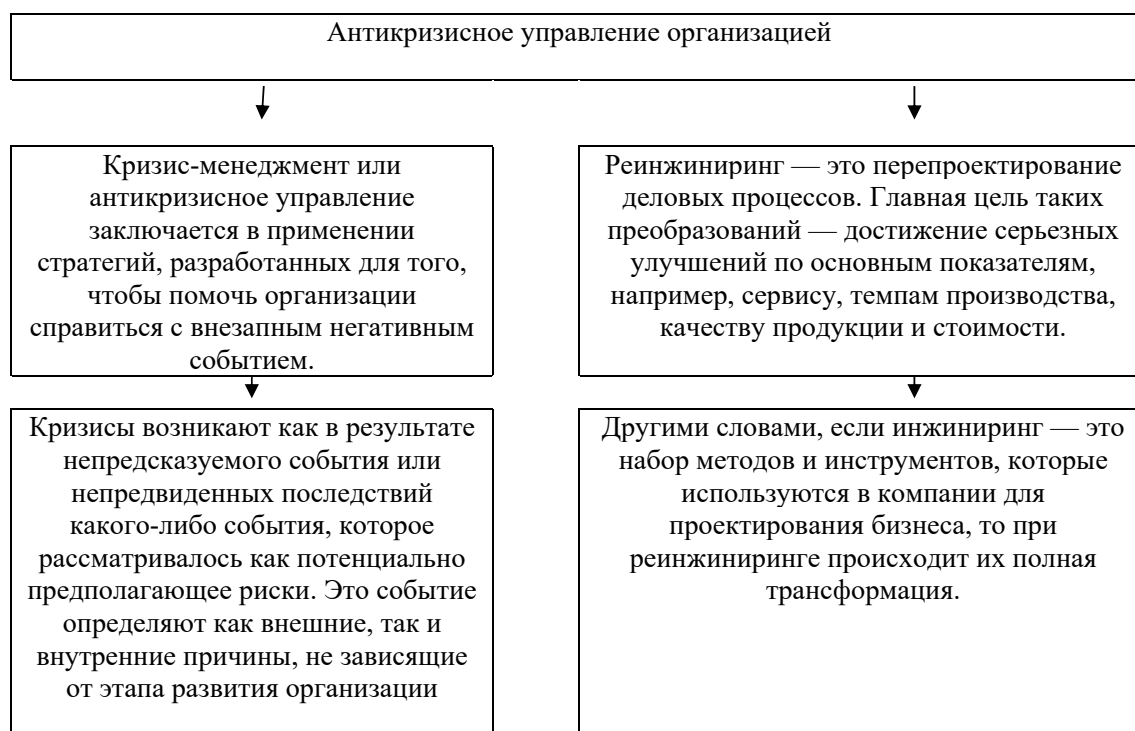 Антикризисное управление организацией
Кризис-менеджмент или
антикризисное управление
заключается в применении
стратегий, разработанных для того,
чтобы помочь организации
справиться с внезапным негативным
событием.
Реинжиниринг — это перепроектирование
деловых процессов. Главная цель таких
преобразований — достижение серьезных
улучшений по основным показателям,
например, сервису, темпам производства,
качеству продукции и стоимости.
Кризисы возникают как в результате
непредсказуемого события или
непредвиденных последствий
какого-либо события, которое
рассматривалось как потенциально
предполагающее риски. Это событие
определяют как внешние, так и
внутренние причины, не зависящие
от этапа развития организации
Другими словами, если инжиниринг — это
набор методов и инструментов, которые
используются в компании для
проектирования бизнеса, то при
реинжиниринге происходит их полная
трансформация.